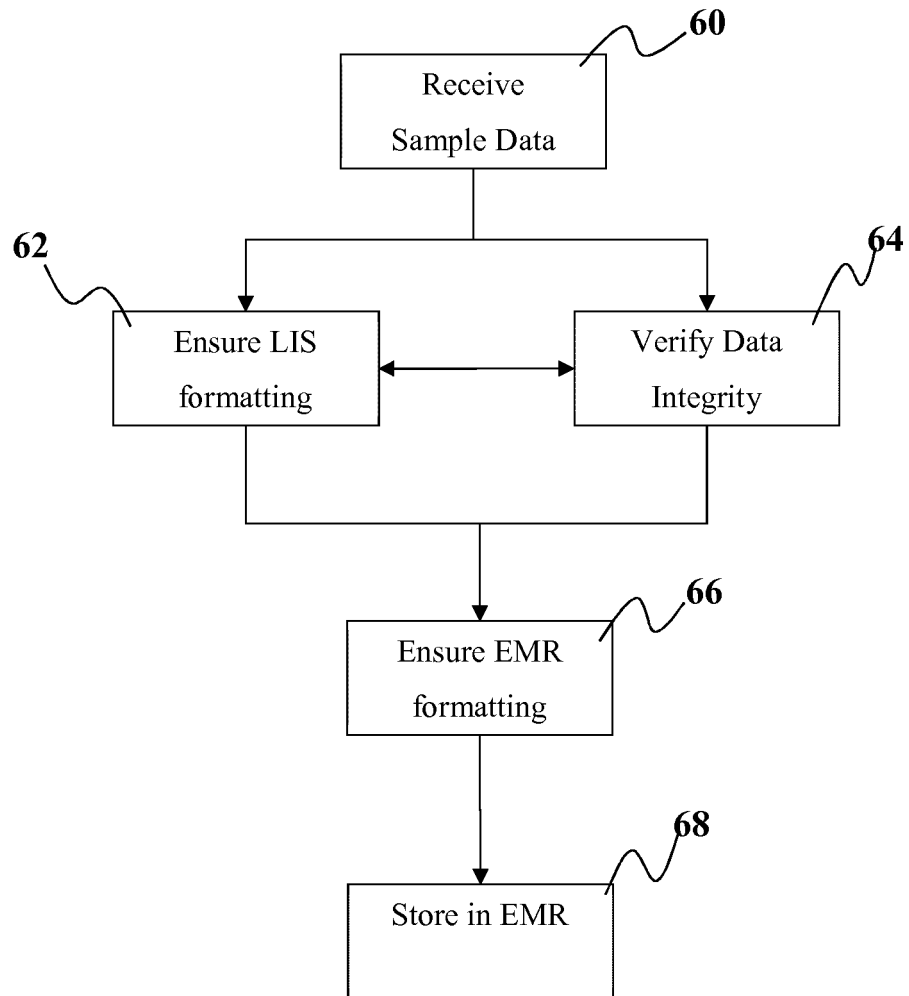 60
Receive
Sample Data
62
64
Ensure LIS
formatting
Verify Data
Integrity
66
Ensure EMR
formatting
68
Store in EMR